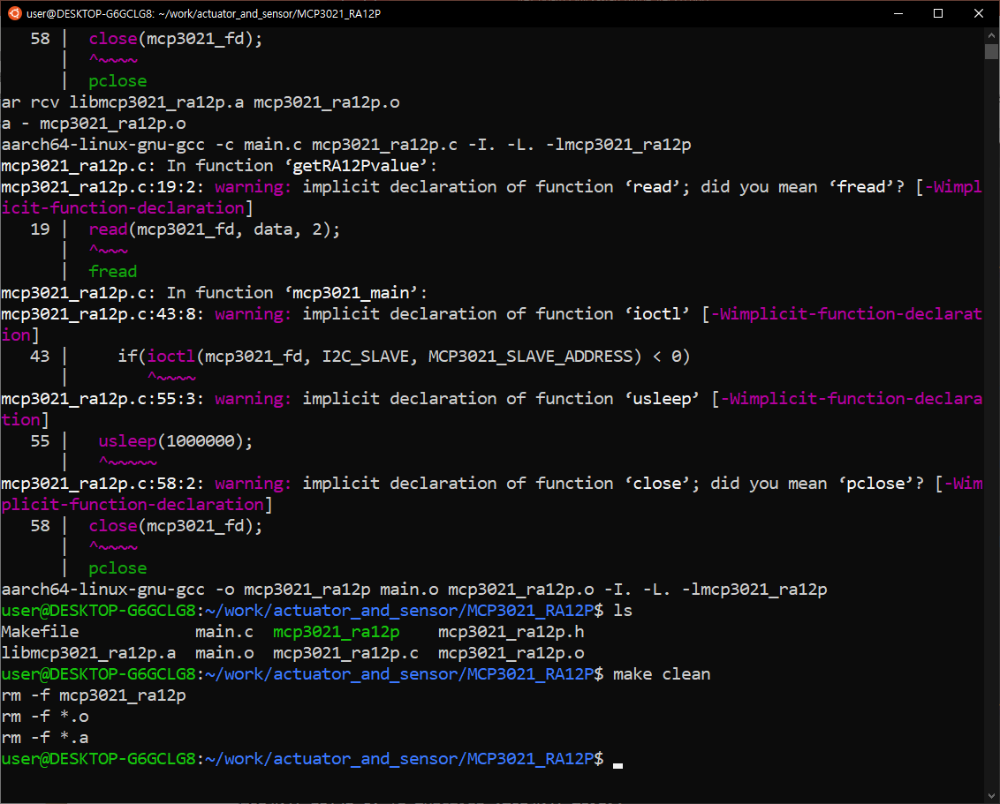 user@DESKTOP-G6GCLG8: ~/work/actuator_and_sensor/MCP3021_RA12P
58 | close(mcp3021_fd);
| ^~~~~
| pclose
ar rcv libmcp3021_ra12p.a mcp3021_ra12p.o
a - mcp3021_ra12p.o
aarch64-linux-gnu-gcc -c main.c mcp3021_ra12p.c -I. -L. -lmcp3021_ra12p
mcp3021_ra12p.c: In function ‘getRA12Pvalue’:
mcp3021_ra12p.c:19:2: warning: implicit declaration of function ‘read’; did you mean ‘fread’? [-Wimpl
icit-function-declaration]
19 | read(mcp3021_fd, data, 2);
| ^~~~
| fread
mcp3021_ra12p.c: In function ‘mcp3021_main’:
mcp3021_ra12p.c:43:8: warning: implicit declaration of function ‘ioctl’ [-Wimplicit-function-declarat
ion]
43 | if(ioctl(mcp3021_fd, I2C_SLAVE, MCP3021_SLAVE_ADDRESS) < 0)
| ^~~~~
mcp3021_ra12p.c:55:3: warning: implicit declaration of function ‘usleep’ [-Wimplicit-function-declara
tion]
55 | usleep(1000000);
| ^~~~~~
mcp3021_ra12p.c:58:2: warning: implicit declaration of function ‘close’; did you mean ‘pclose’? [-Wim
plicit-function-declaration]
58 | close(mcp3021_fd);
| ^~~~~
| pclose
aarch64-linux-gnu-gcc -o mcp3021_ra12p main.o mcp3021_ra12p.o -I. -L. -lmcp3021_ra12p
user@DESKTOP-G6GCLG8:~/work/actuator_and_sensor/MCP3021_RA12P$ ls
Makefile main.c mcp3021_ra12p mcp3021_ra12p.h
libmcp3021_ra12p.a main.o mcp3021_ra12p.c mcp3021_ra12p.o
user@DESKTOP-G6GCLG8:~/work/actuator_and_sensor/MCP3021_RA12P$ make clean
rm -f mcp3021_ra12p
rm -f *.o
rm -f *.a
user@DESKTOP-G6GCLG8:~/work/actuator_and_sensor/MCP3021_RA12P$